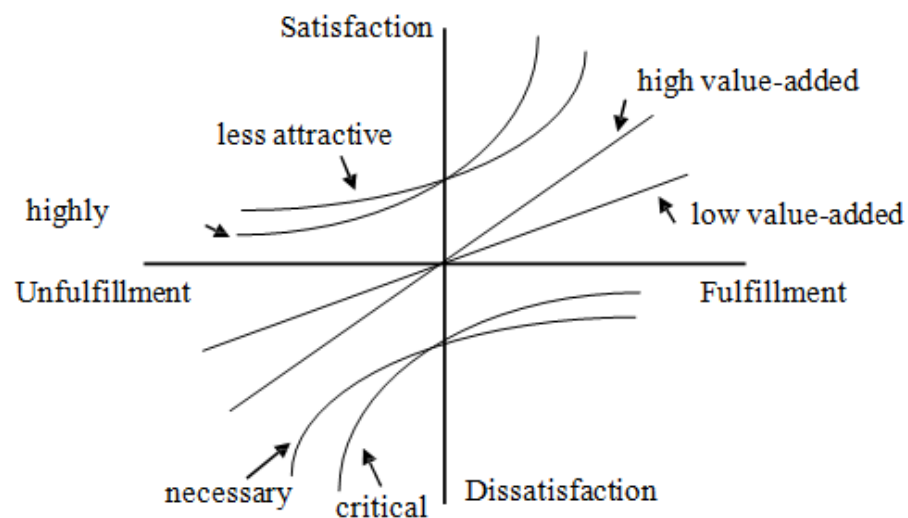 Satisfaction
high value-added
less attractive
highly
low value-added
Unfulfillment
Fulfillment
necessary
critical
Dissatisfaction